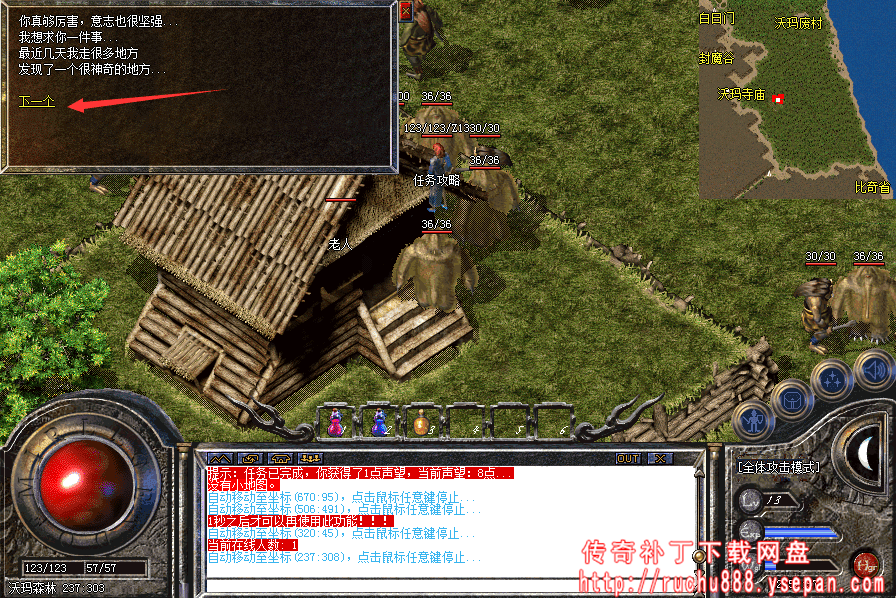 你真够厉害，意志也很坚强...
我想求你一件事...
最近几天我走很多地方
发现了一个很神奇的地方...
下一个
白日门
沃玛废村
封魔谷
沃玛寺庙
比奇省
00
36/36
123/123/Z1330/30
36/36
任务攻略
36/36
老人
30/30
36/36
3
4
5
6
OUT
提示: 任务已完成，你获得了1点声望，当前声望: 8点...
没有小地图。
自动移动至坐标(670:95)，点击鼠标任意键停止...
自动移动至坐标(506:491)，点击鼠标任意键停止...
1秒之后才可以再使用此功能！！！
自动移动至坐标(320:45)，点击鼠标任意键停止...
当前在线人数: 1
自动移动至坐标(237:308)，点击鼠标任意键停止...
[全体攻击模式]
Lv
13
Exp
123/123
57/57
沃玛森林 237:303
传奇补丁下载网盘
http://ruchu888.ysepan.com